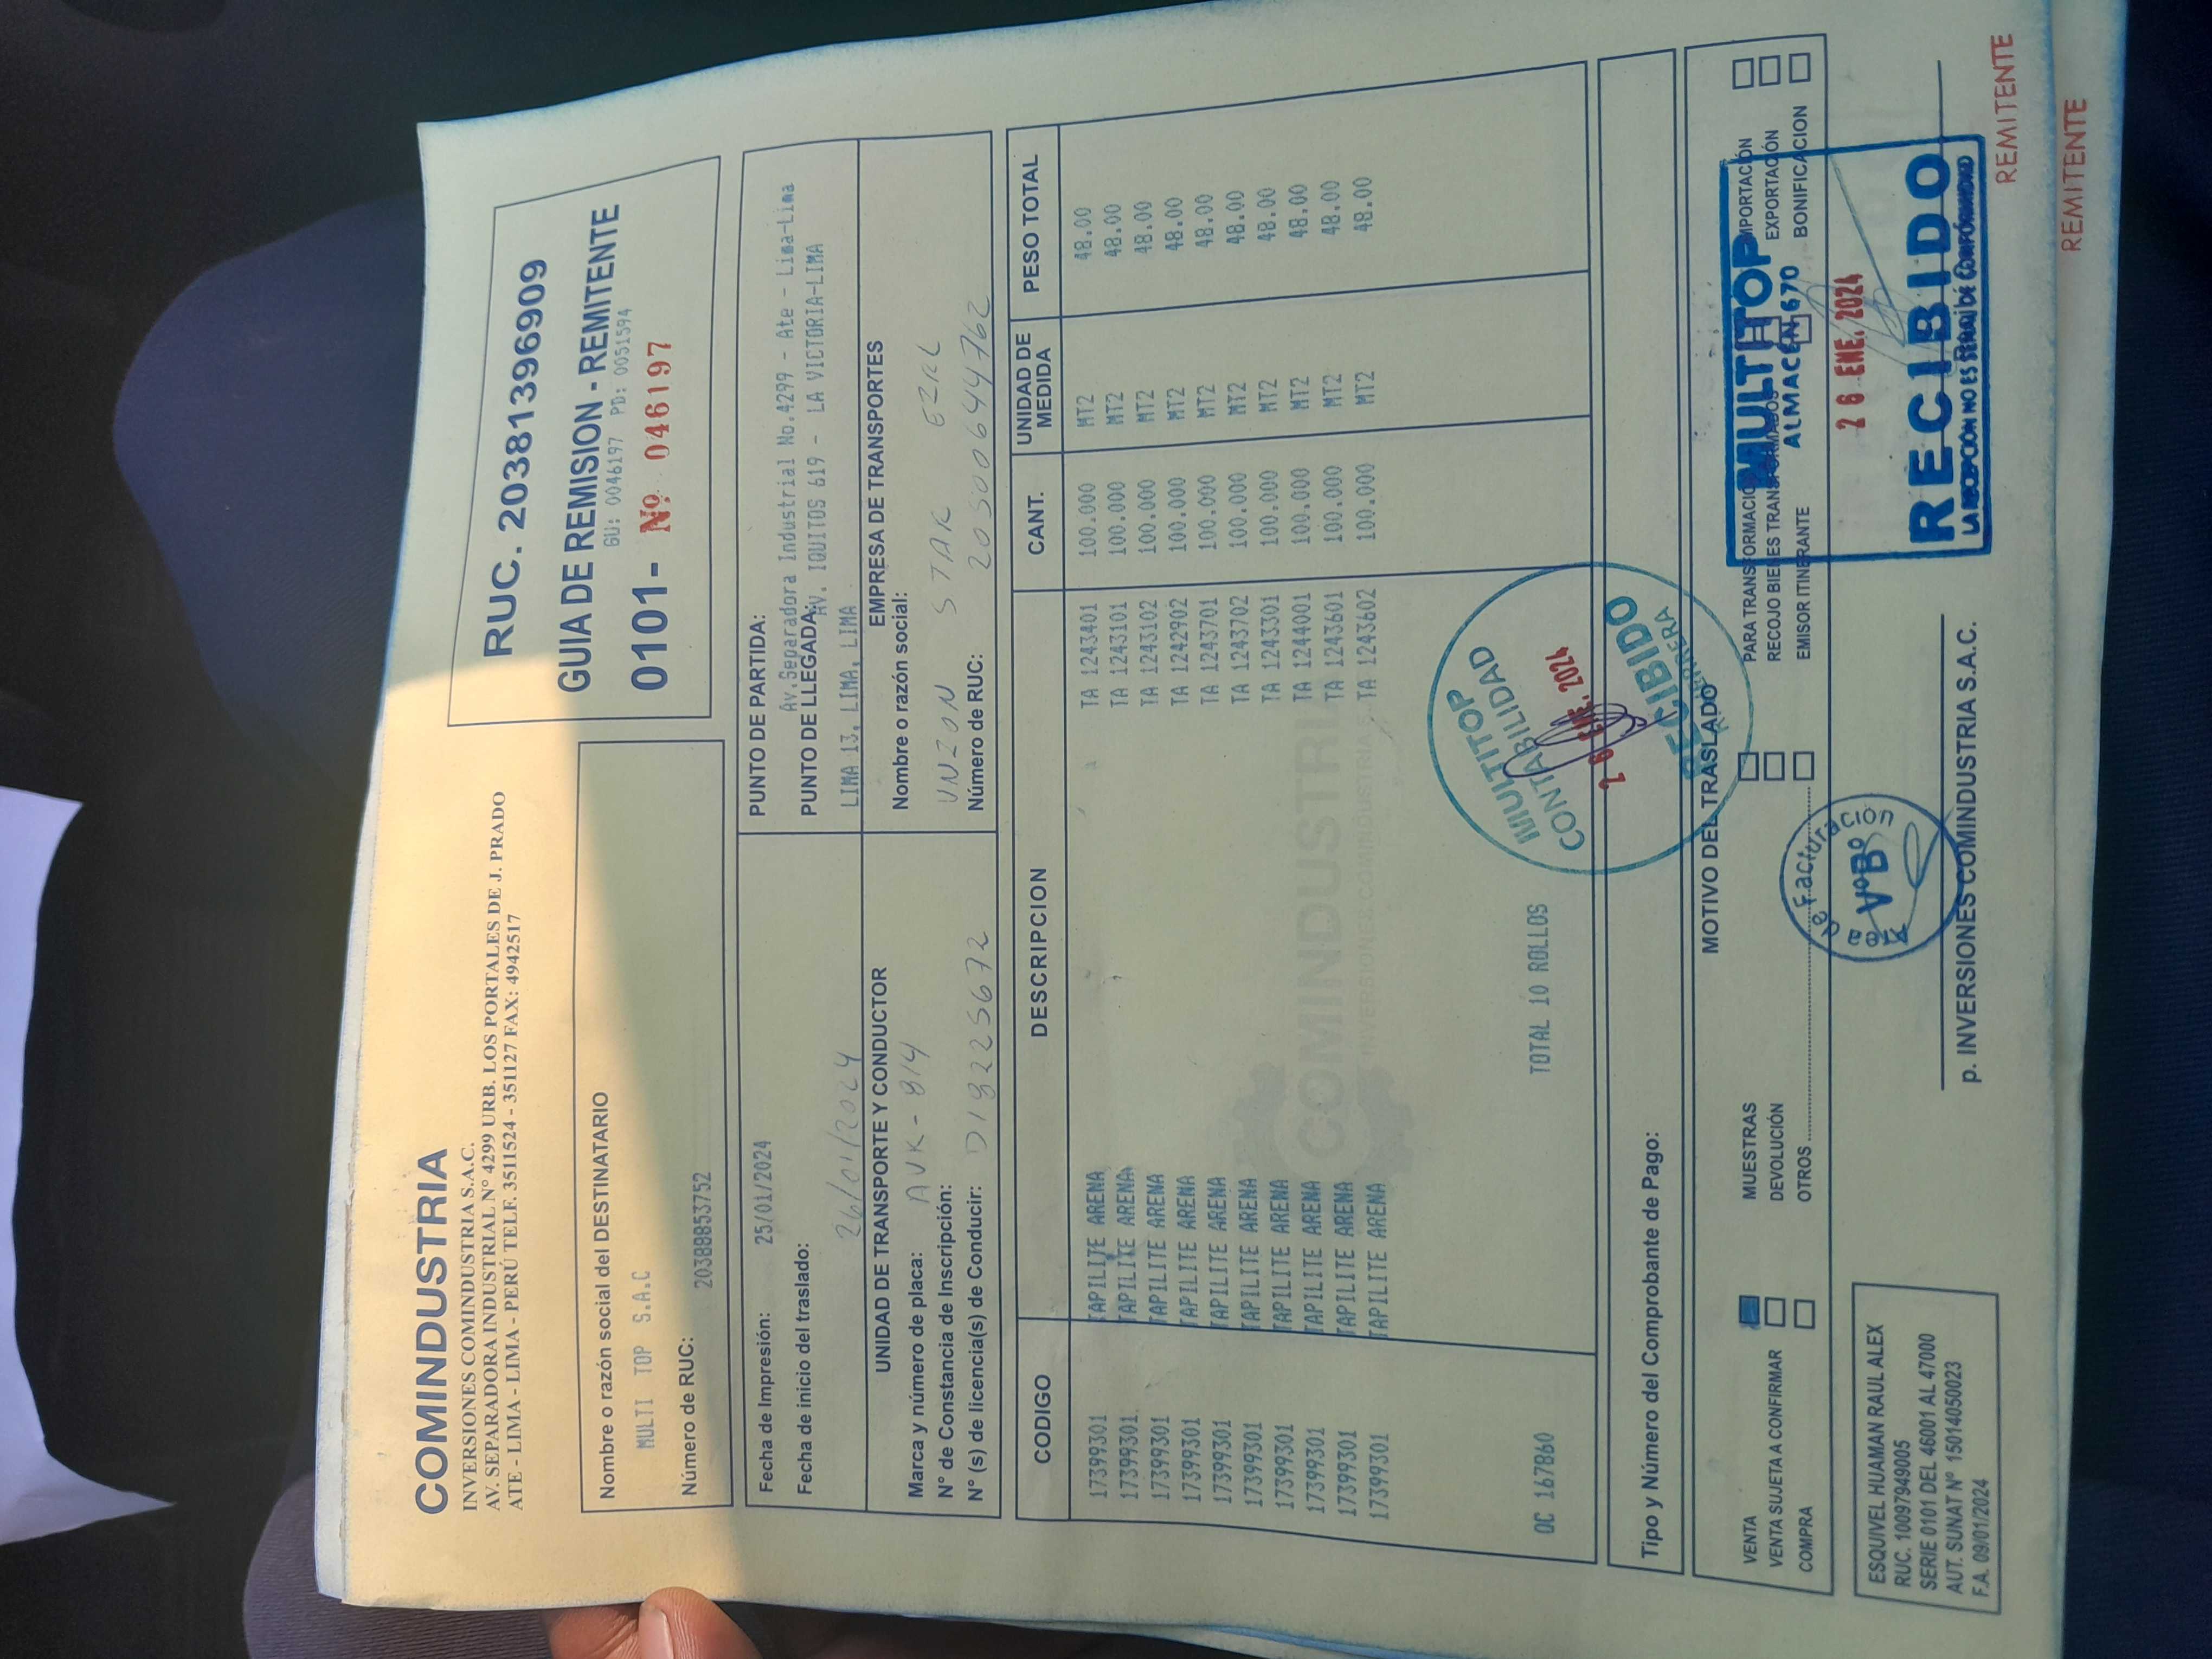 COMINDUSTRIA
INVERSIONES COMINDUSTRIA S.A.C.
AV. SEPARADORA INDUSTRIAL N° 4299 URB. LOS PORTALES DE J. PRADO
ATE - LIMA - PERÚ TELF. 3511524 - 351127 FAX: 4942517
RUC. 20381396909
GUIA DE REMISION - REMITENTE
GU: 0046197 PD: 0051594
0101- Nº 046197
Nombre o razón social del DESTINATARIO
MULTI TOP S.A.C
Número de RUC:
20388853752
Fecha de Impresión: 25/01/2024
Fecha de inicio del traslado:
26/01/2024
PUNTO DE PARTIDA:
Av.Separadora Industrial No.4299 - Ate - Lima-Lima
PUNTO DE LLEGADA:
AV. IQUITOS 619 - LA VICTORIA-LIMA
LIMA 13, LIMA, LIMA
UNIDAD DE TRANSPORTE Y CONDUCTOR
Marca y número de placa: AVK - 814
N° de Constancia de Inscripción:
N° (s) de licencia(s) de Conducir:
EMPRESA DE TRANSPORTES
Nombre o razón social:
STAR
Número de RUC: 20500644762
CODIGO DESCRIPCION CANT. UNIDAD DE MEDIDA PESO TOTAL
17399301 TAPILITE ARENA TA 1243401 100.000 MT2 48.00
17399301 TAPILITE ARENA TA 1243101 100.000 MT2 48.00
17399301 TAPILITE ARENA TA 1243102 100.000 MT2 48.00
17399301 TAPILITE ARENA TA 1242902 100.000 MT2 48.00
17399301 TAPILITE ARENA TA 1243701 100.000 MT2 48.00
17399301 TAPILITE ARENA TA 1243702 100.000 MT2 48.00
17399301 TAPILITE ARENA TA 1243301 100.000 MT2 48.00
17399301 TAPILITE ARENA TA 1244001 100.000 MT2 48.00
17399301 TAPILITE ARENA TA 1243601 100.000 MT2 48.00
17399301 TAPILITE ARENA TA 1243602 100.000 MT2 48.00
COMINDUSTRIA
INVERSIONES COMINDUSTRIA
OC 167860 TOTAL 10 ROLLOS
MULTITOP
CONTABILIDAD
26 ENE. 2024
RECIBIDO
Tipo y Número del Comprobante de Pago:
MOTIVO DEL TRASLADO
VENTA
VENTA SUJETA A CONFIRMAR
COMPRA
MUESTRAS
DEVOLUCIÓN
OTROS
PARA TRANSFORMACIÓN
RECOJO BIENES TRANSFORMADOS
EMISOR ITINERANTE
IMPORTACIÓN
EXPORTACIÓN
BONIFICACION
MULTITOP
ALMACEN 670
26 ENE. 2024
RECIBIDO
LA RECEPCIÓN NO ES SEÑAL DE CONFORMIDAD
Area de Facturación
VºBº
ESQUIVEL HUAMAN RAUL ALEX
RUC. 10097949005
SERIE 0101 DEL 46001 AL 47000
AUT. SUNAT Nº 15014050023
F.A. 09/01/2024
p. INVERSIONES COMINDUSTRIA S.A.C.
REMITENTE
REMITENTE